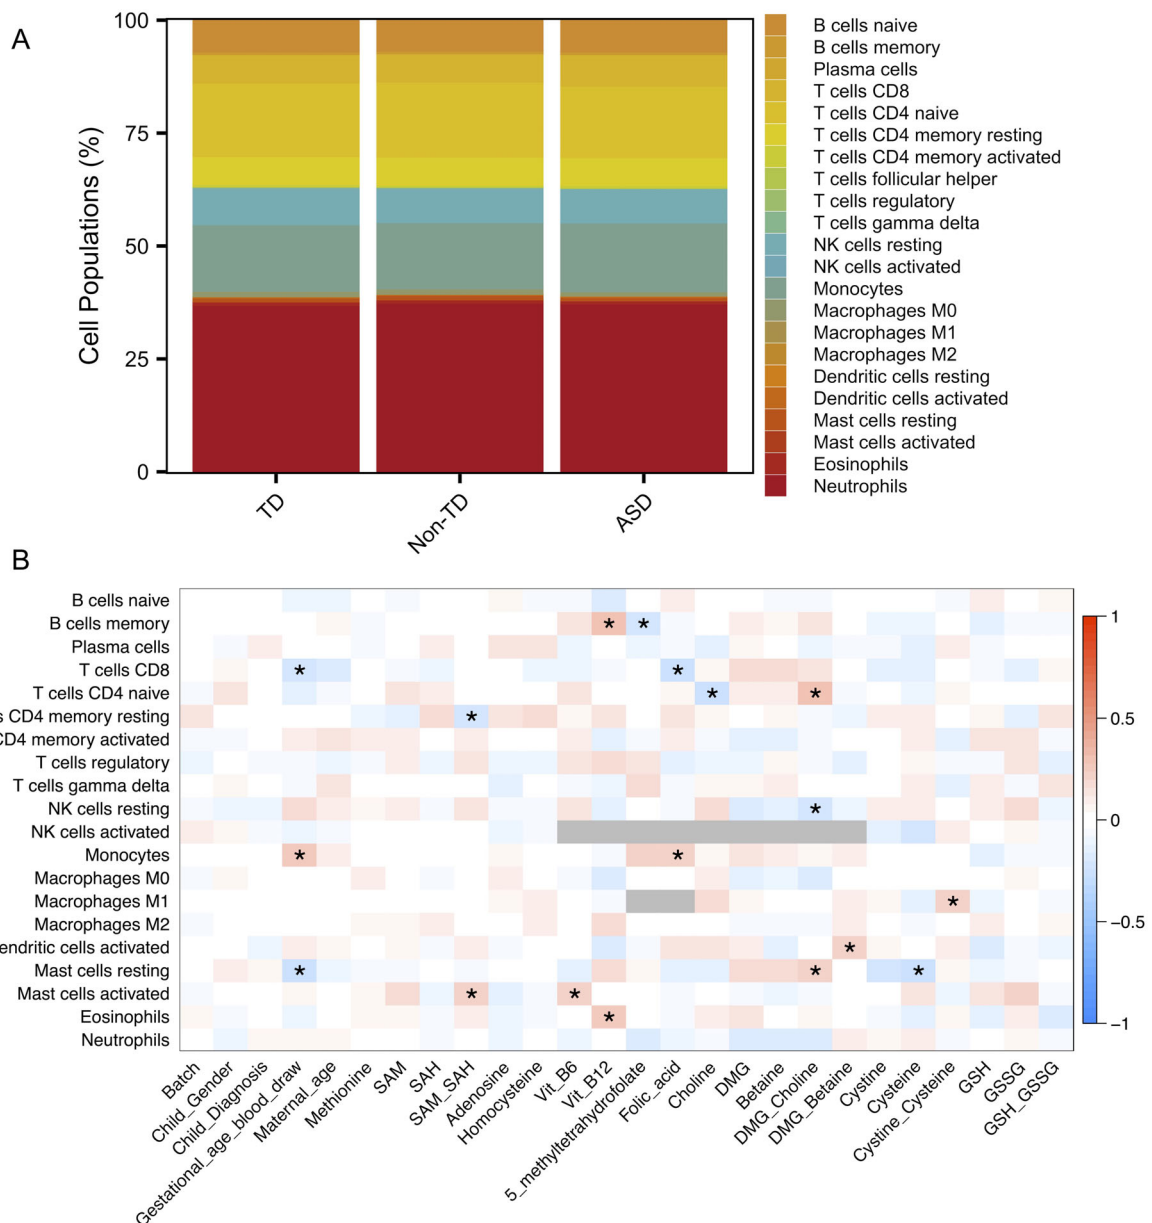 A
Cell Populations (%)
100
75
50
25
0
TD
Non-TD
ASD
B cells naive
B cells memory
Plasma cells
T cells CD8
T cells CD4 naive
T cells CD4 memory resting
T cells CD4 memory activated
T cells follicular helper
T cells regulatory
T cells gamma delta
NK cells resting
NK cells activated
Monocytes
Macrophages M0
Macrophages M1
Macrophages M2
Dendritic cells resting
Dendritic cells activated
Mast cells resting
Mast cells activated
Eosinophils
Neutrophils
B
B cells naive
B cells memory
* *
Plasma cells
T cells CD8
* *
T cells CD4 naive
* *
s CD4 memory resting
*
CD4 memory activated
T cells regulatory
T cells gamma delta
NK cells resting
*
NK cells activated
Monocytes
* *
Macrophages M0
Macrophages M1
*
Macrophages M2
endritic cells activated
*
Mast cells resting
* * *
Mast cells activated
* *
Eosinophils
*
Neutrophils
1
0.5
0
−0.5
−1
Batch
Child_Gender
Child_Diagnosis
Gestational_age_blood_draw
Maternal_age
Methionine
SAM
SAH
SAM_SAH
Adenosine
Homocysteine
Vit_B6
Vit_B12
5_methyltetrahydrofolate
Folic_acid
Choline
DMG
Betaine
DMG_Choline
DMG_Betaine
Cystine
Cysteine
Cystine_Cysteine
GSH
GSSG
GSH_GSSG